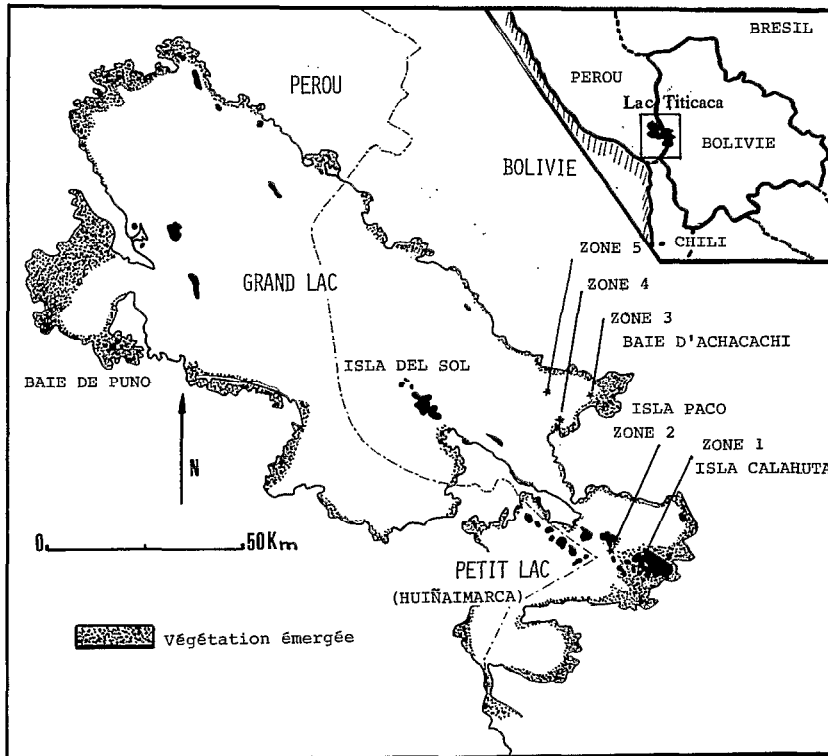 BRESIL
PEROU
PEROU
Lac Titicaca
BOLIVIE
BOLIVIE
CHILI
ZONE 5
ZONE 4
GRAND LAC
ZONE 3
BAIE D'ACHACACHI
ISLA DEL SOL
BAIE DE PUNO
ISLA PACO
ZONE 2
ZONE 1
ISLA CALAHUTA
N
0 50Km
PETIT LAC
(HUIÑAIMARCA)
Végétation émergée